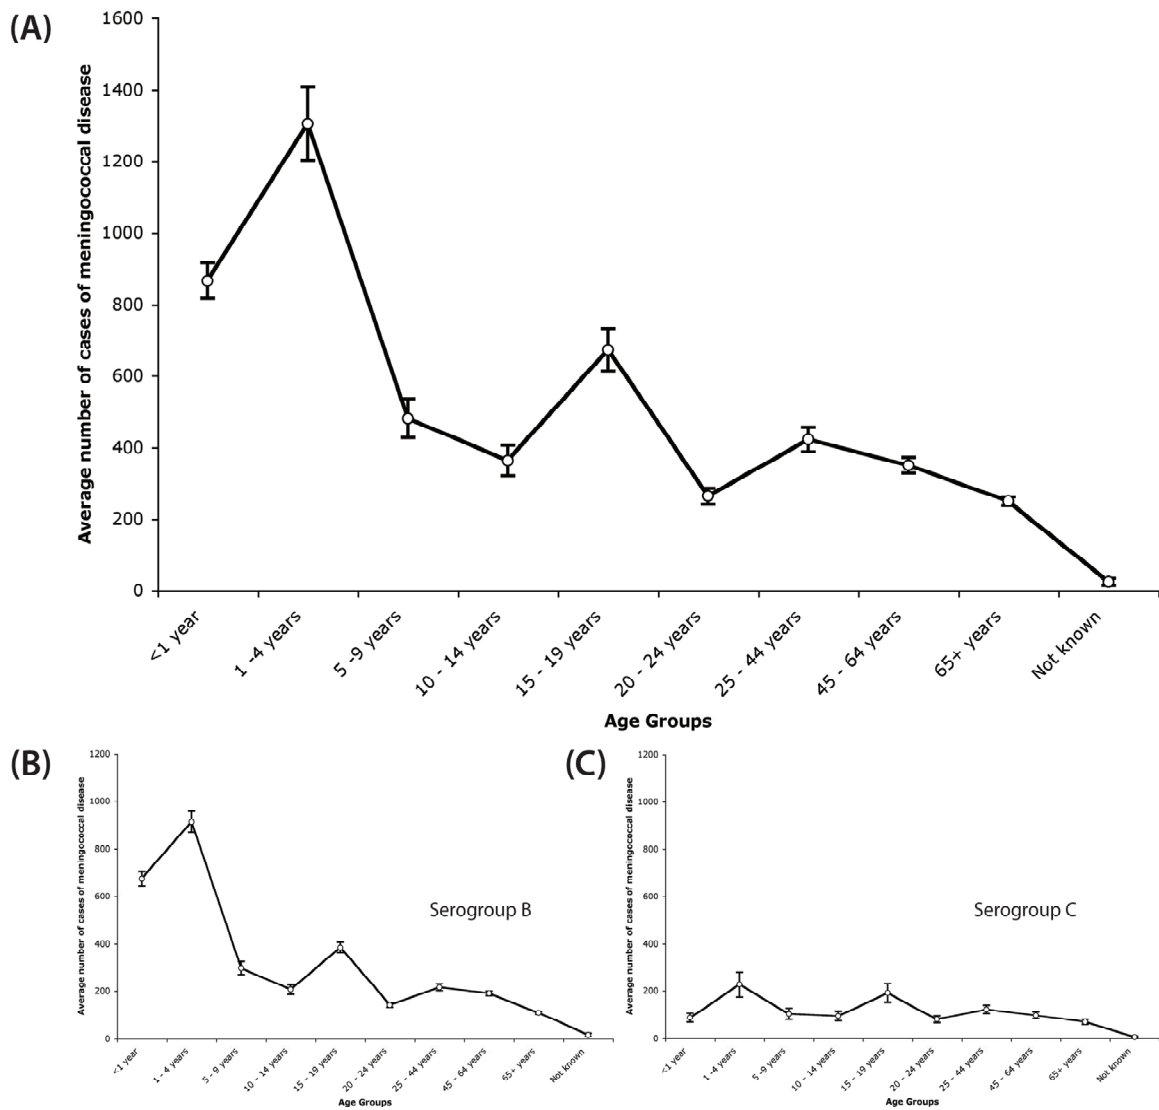 (A)
Average number of cases of meningococcal disease
1600
1400
1200
1000
800
600
400
200
0
<1 year
1 -4 years
5 -9 years
10 - 14 years
15 - 19 years
20 - 24 years
25 - 44 years
45 - 64 years
65+ years
Not known
Age Groups
(B)
Average number of cases of meningococcal disease
1200
1000
800
600
400
200
0
Serogroup B
<1 year
1 - 4 years
5 - 9 years
10 - 14 years
15 - 19 years
20 - 24 years
25 - 44 years
45 - 64 years
65+ years
Not known
Age Groups
(C)
Average number of cases of meningococcal disease
1200
1000
800
600
400
200
0
Serogroup C
<1 year
1 -4 years
5 -9 years
10 - 14 years
15 - 19 years
20 - 24 years
25 - 44 years
45 - 64 years
65+ years
Not known
Age Groups